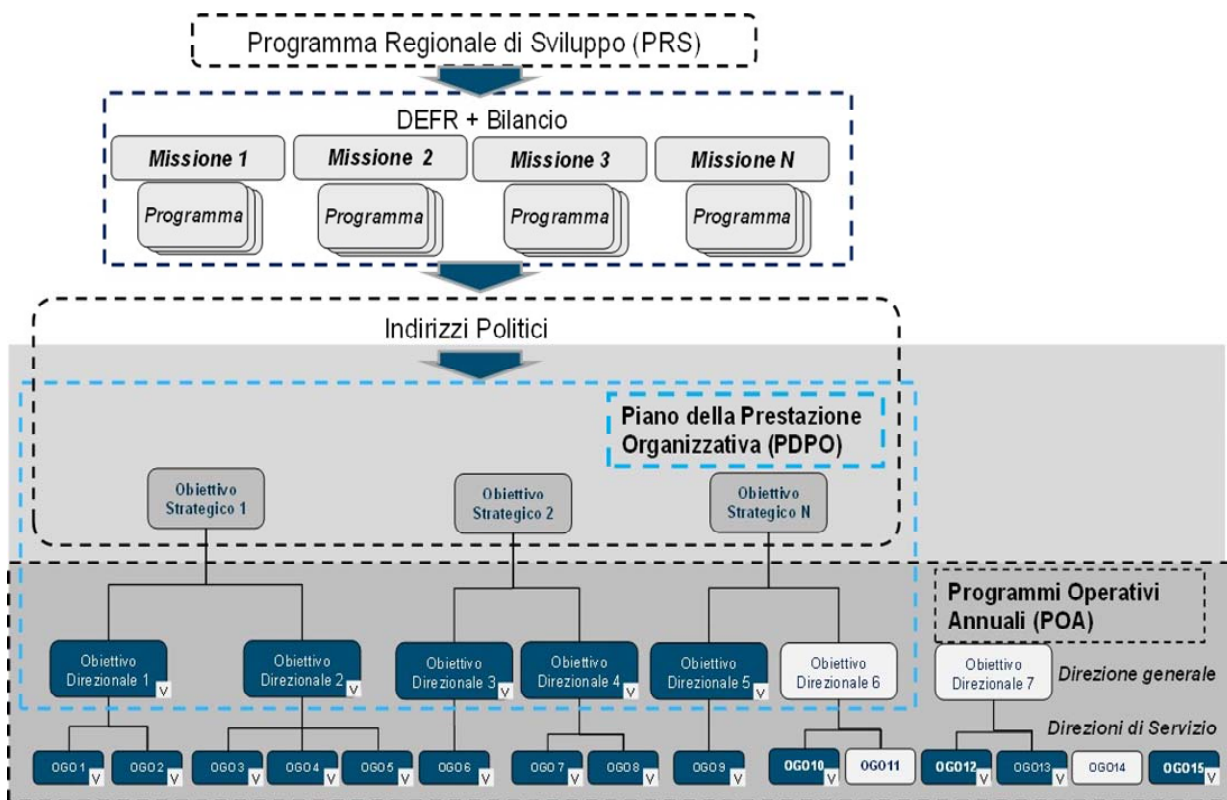 Programma Regionale di Sviluppo (PRS)
DEFR + Bilancio
Missione 1
Missione 2
Missione 3
Missione N
Programma
Programma
Programma
Programma
Indirizzi Politici
Piano della Prestazione
Organizzativa (PDPO)
Obiettivo
Strategico 1
Obiettivo
Strategico 2
Obiettivo
Strategico N
Programmi Operativi
Annuali (POA)
Obiettivo
Direzionale 1
V
Obiettivo
Direzionale 2
V
Obiettivo
Direzionale 3
V
Obiettivo
Direzionale 4
V
Obiettivo
Direzionale 5
V
Obiettivo
Direzionale 6
Obiettivo
Direzionale 7
Direzione generale
Direzioni di Servizio
OGO1
V
OGO2
V
OGO3
V
OGO4
V
OGO5
V
OGO6
V
OGO7
V
OGO8
V
OGO9
V
OGO10
V
OGO11
OGO12
V
OGO13
V
OGO14
OGO15
V